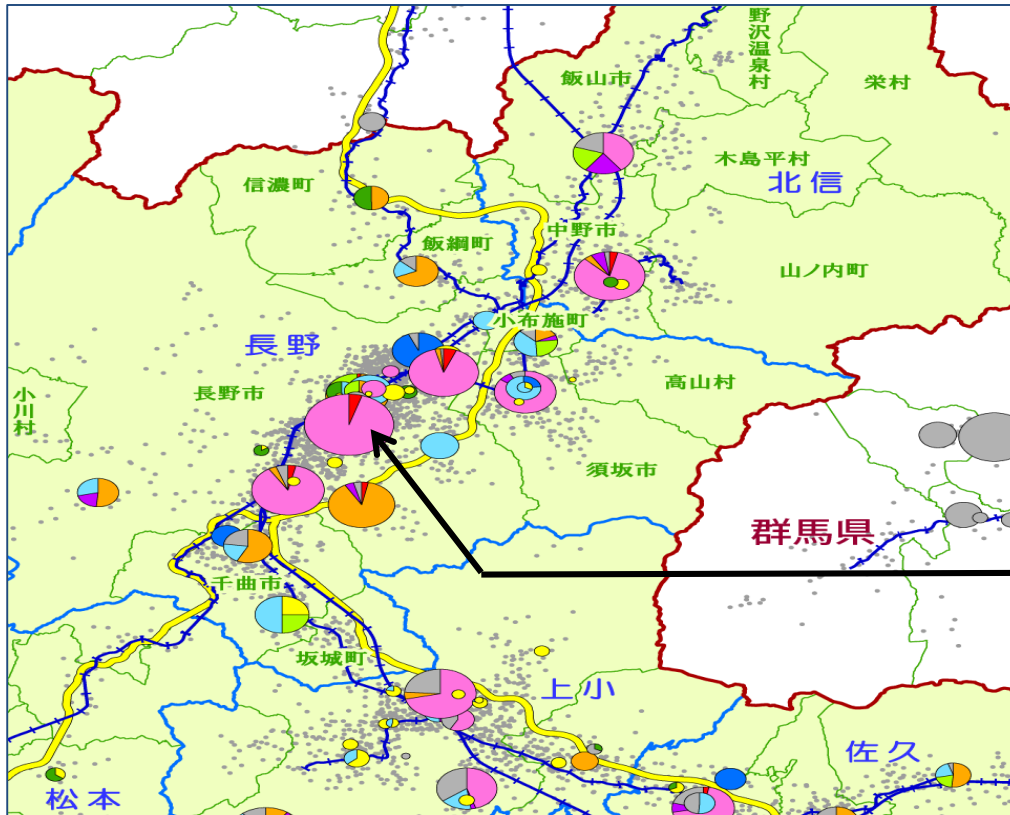 野沢温泉村
飯山市
栄村
木島平村
北信
信濃町
中野市
飯綱町
山ノ内町
小布施町
長野
高山村
長野市
小川村
須坂市
群馬県
千曲市
坂城町
上小
佐久
松本